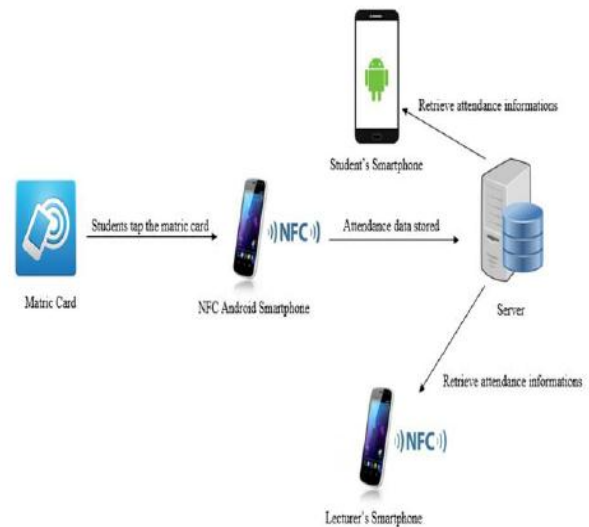 Retrieve attendance informations
Student's Smartphone
Students tap the matric card
NFC
Attendance data stored
Matric Card
NFC Android Smartphone
Server
Retrieve attendance informations
NFC
Lecturer's Smartphone